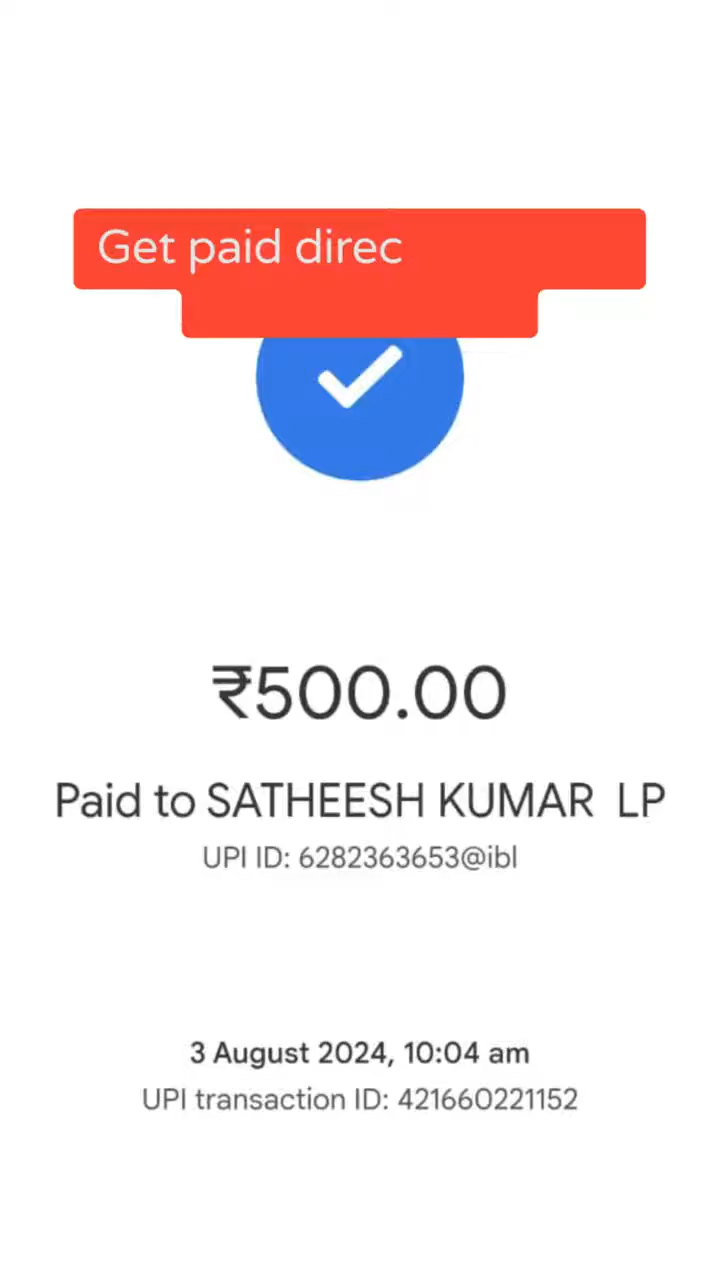 Get paid direc
₹500.00
Paid to SATHEESH KUMAR LP
UPI ID: 6282363653@ibl
3 August 2024, 10:04 am
UPI transaction ID: 421660221152